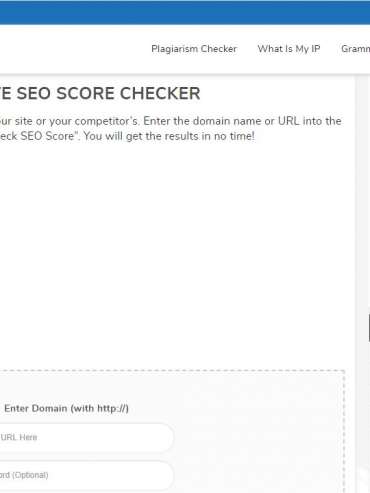 Plagiarism Checker What Is My IP Gramm
TE SEO SCORE CHECKER
ur site or your competitor's. Enter the domain name or URL into the
eck SEO Score". You will get the results in no time!
Enter Domain (with http://)
URL Here
ord (Optional)